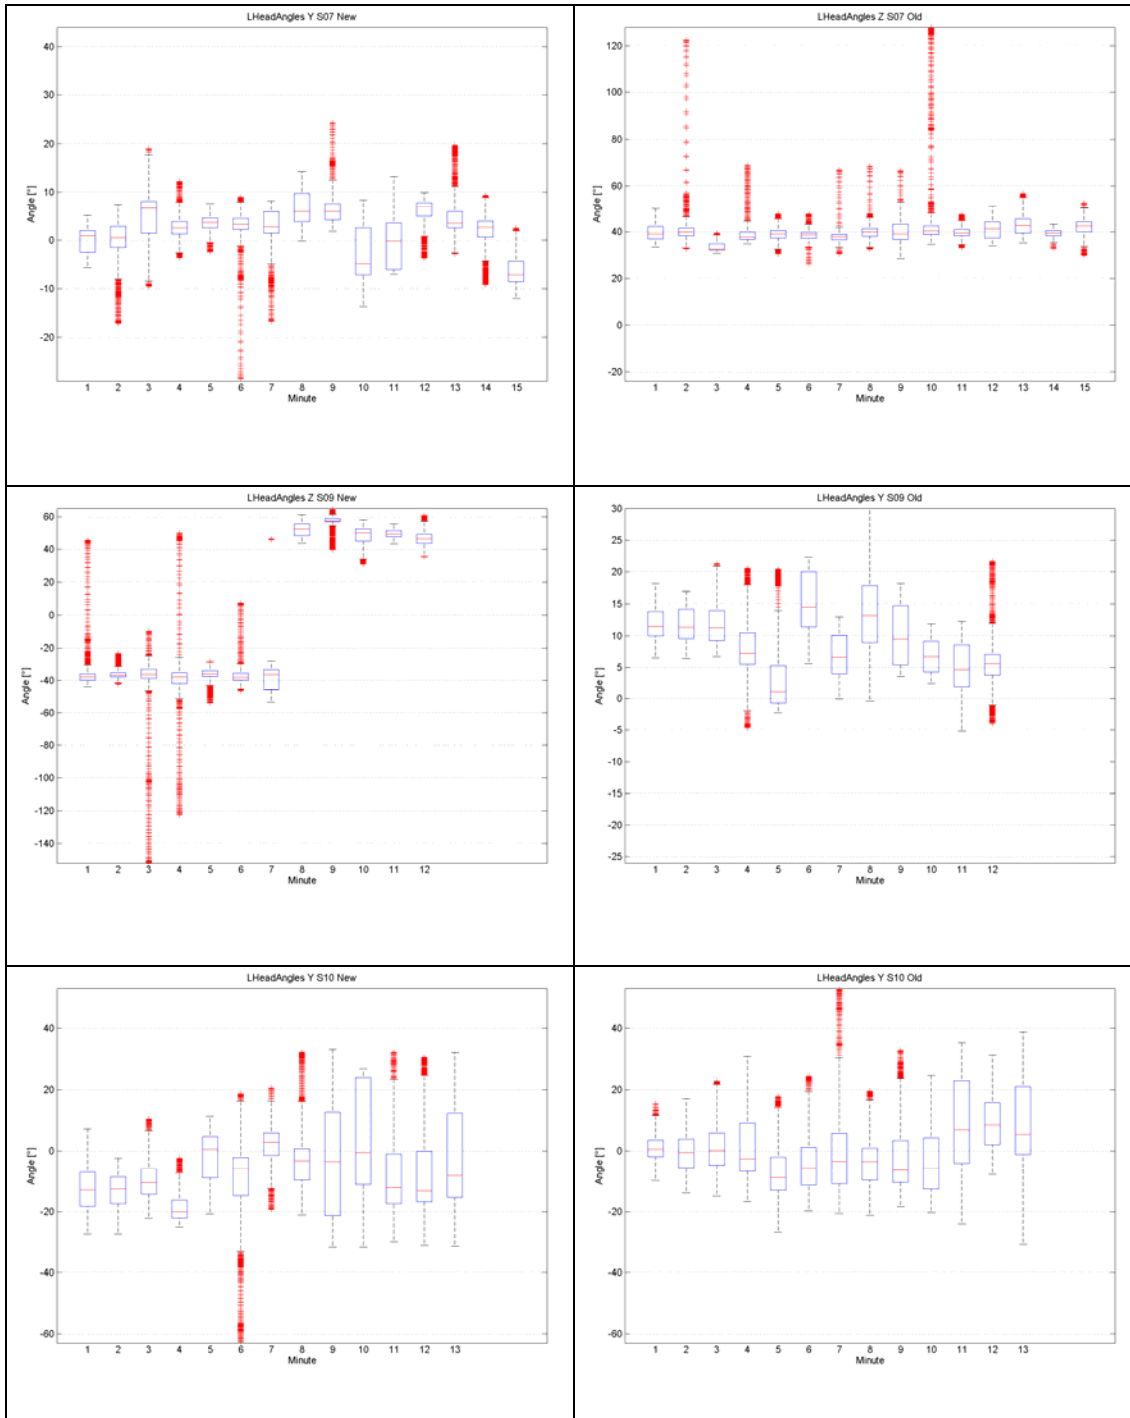 LHeadAngles Y S07 New
40
30
20
10
0
-10
-20
Angle [°]
1 2 3 4 5 6 7 8 9 10 11 12 13 14 15
Minute
LHeadAngles Z S07 Old
120
100
80
60
40
20
0
-20
Angle [°]
1 2 3 4 5 6 7 8 9 10 11 12 13 14 15
Minute
LHeadAngles Z S09 New
60
40
20
0
-20
-40
-60
-80
-100
-120
-140
Angle [°]
1 2 3 4 5 6 7 8 9 10 11 12
Minute
LHeadAngles Y S09 Old
30
25
20
15
10
5
0
-5
-10
-15
-20
-25
Angle [°]
1 2 3 4 5 6 7 8 9 10 11 12
Minute
LHeadAngles Y S10 New
40
20
0
-20
-40
-60
Angle [°]
1 2 3 4 5 6 7 8 9 10 11 12 13
Minute
LHeadAngles Y S10 Old
40
20
0
-20
-40
-60
Angle [°]
1 2 3 4 5 6 7 8 9 10 11 12 13
Minute